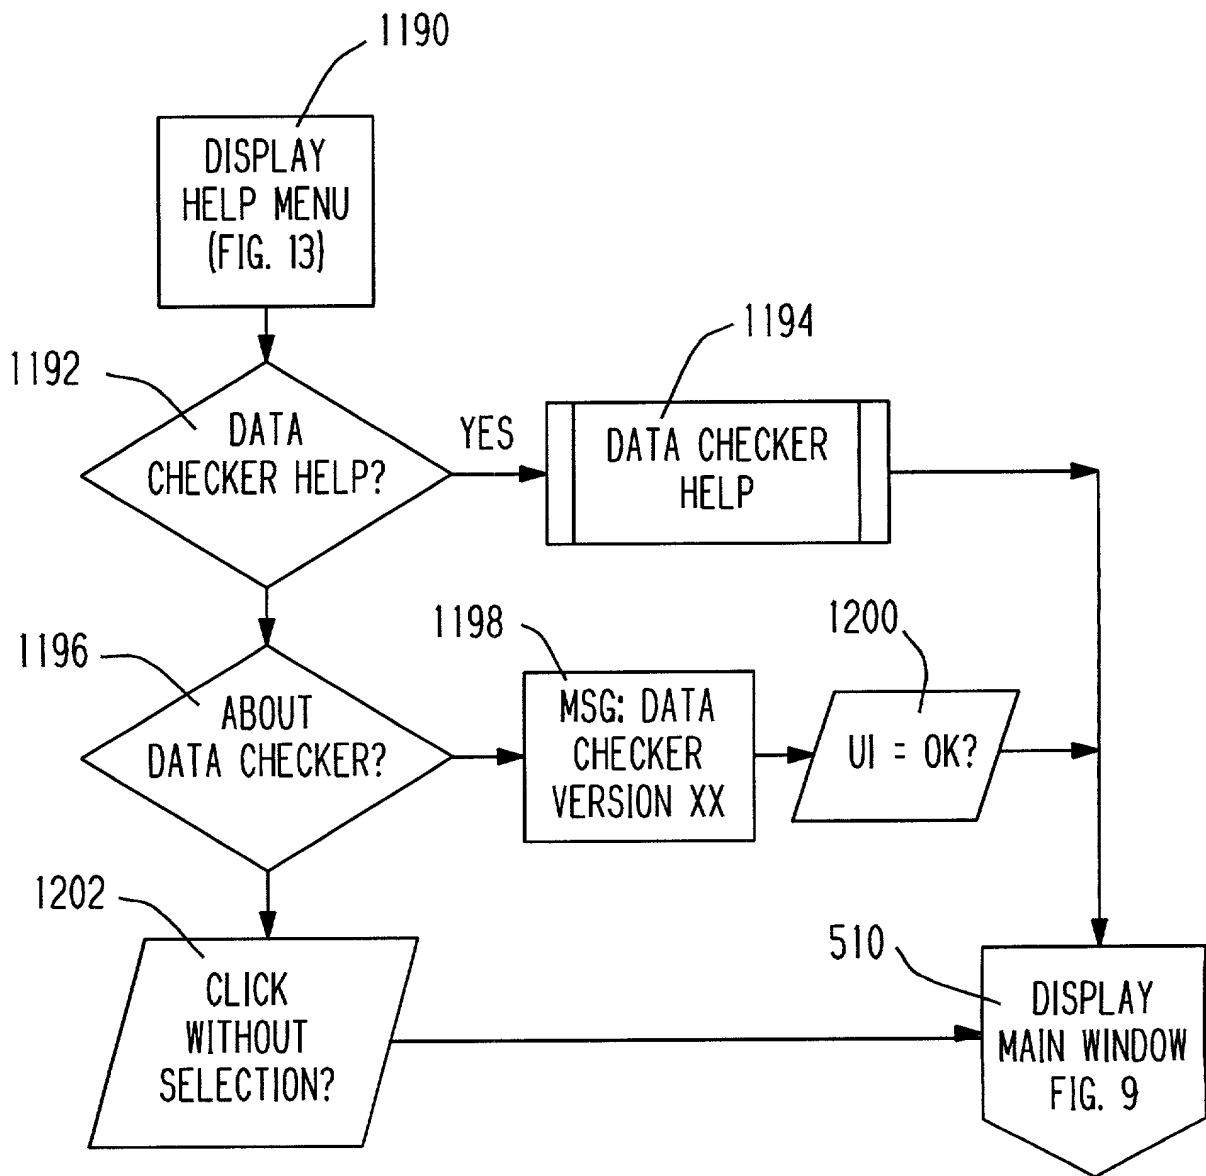 1190
DISPLAY
HELP MENU
(FIG. 13)
1192
DATA
CHECKER HELP?
YES
1194
DATA CHECKER
HELP
1196
ABOUT
DATA CHECKER?
1198
MSG: DATA
CHECKER
VERSION XX
1200
UI = OK?
1202
CLICK
WITHOUT
SELECTION?
510
DISPLAY
MAIN WINDOW
FIG. 9